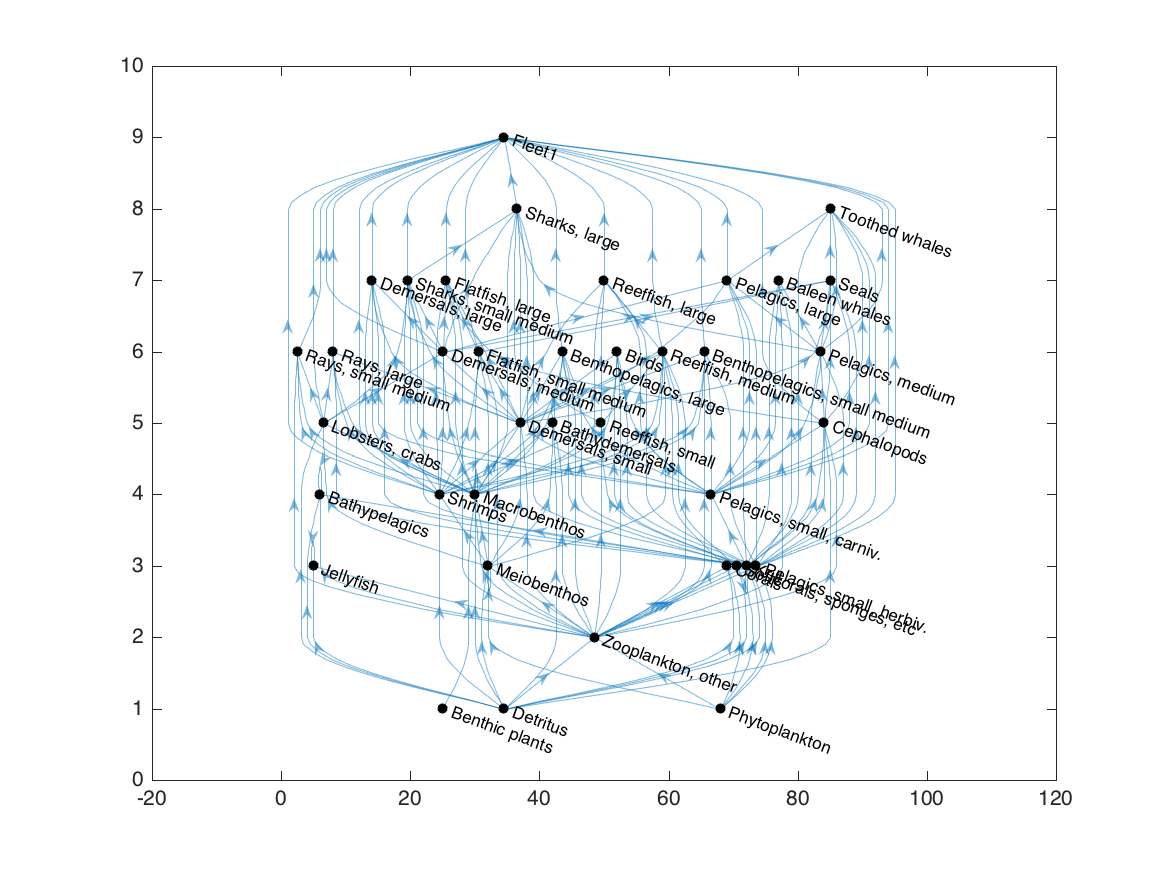 10
9
Fleet1
8
Sharks, large
Toothed whales
7
Demersals, large
Sharks, small medium
Flatfish, large
Reeffish, large
Pelagics, large
Baleen whales
Seals
6
Rays, small medium
Rays, large
Demersals, medium
Flatfish, small medium
Benthopelagics, large
Birds
Reeffish, medium
Benthopelagics, small medium
Pelagics, medium
5
Lobsters, crabs
Demersals, small
Bathydemersals
Reeffish, small
Cephalopods
4
Bathypelagics
Shrimps
Macrobenthos
Pelagics, small, carniv.
3
Jellyfish
Meiobenthos
Corals
Soft corals, sponges, etc
Pelagics, small, herbiv.
2
Zooplankton, other
1
Benthic plants
Detritus
Phytoplankton
0
-20
0
20
40
60
80
100
120